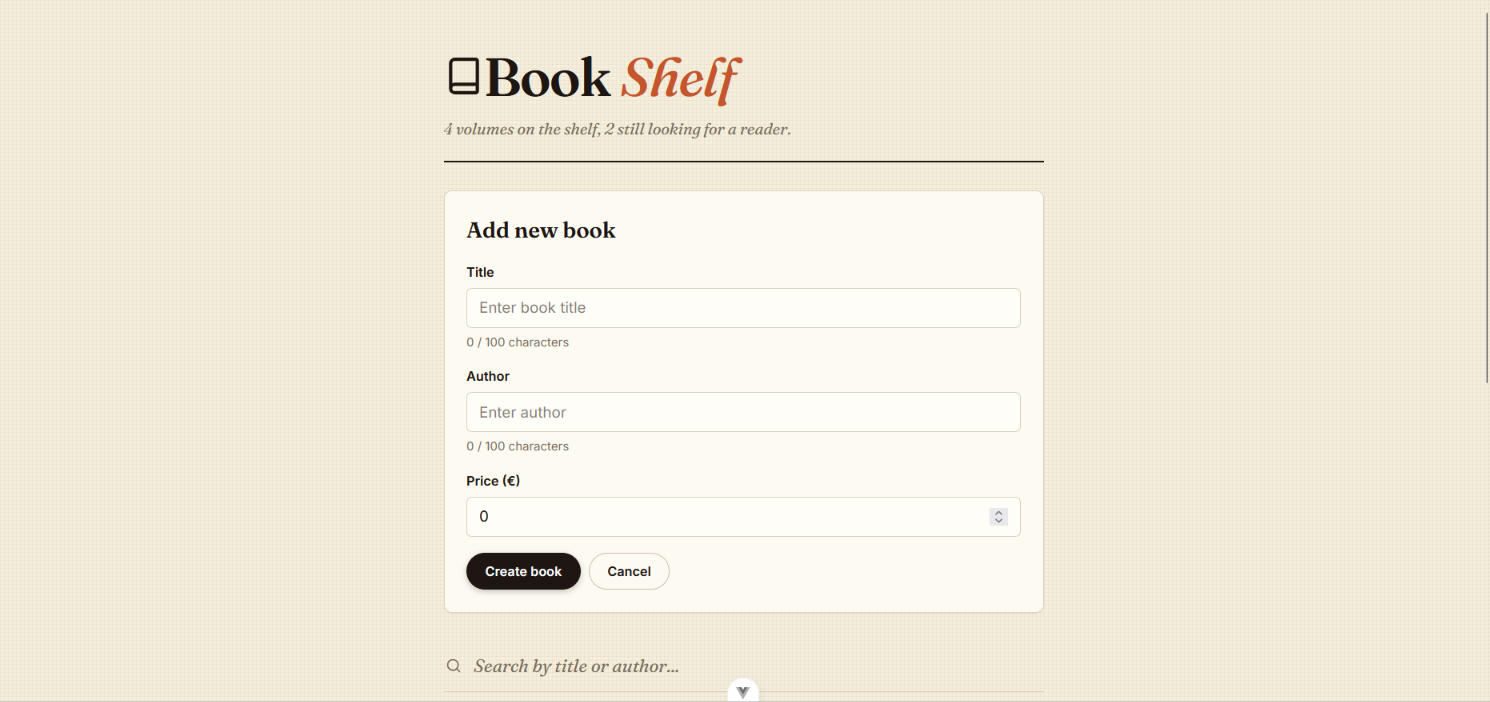 Book Shelf
4 volumes on the shelf, 2 still looking for a reader.
Add new book
Title
Enter book title
0 / 100 characters
Author
Enter author
0 / 100 characters
Price (€)
0
Create book Cancel
Search by title or author...